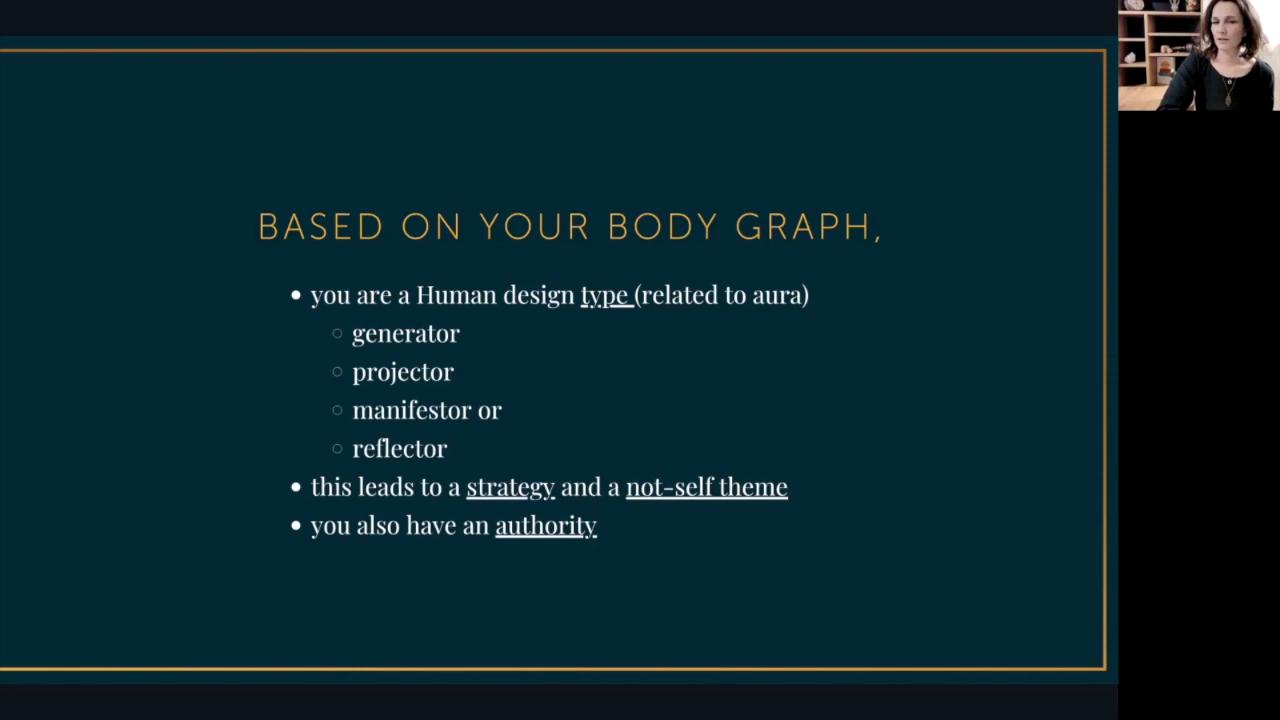 BASED ON YOUR BODY GRAPH,
you are a Human design type (related to aura)
generator
projector
manifestor or
reflector
this leads to a strategy and a not-self theme
you also have an authority